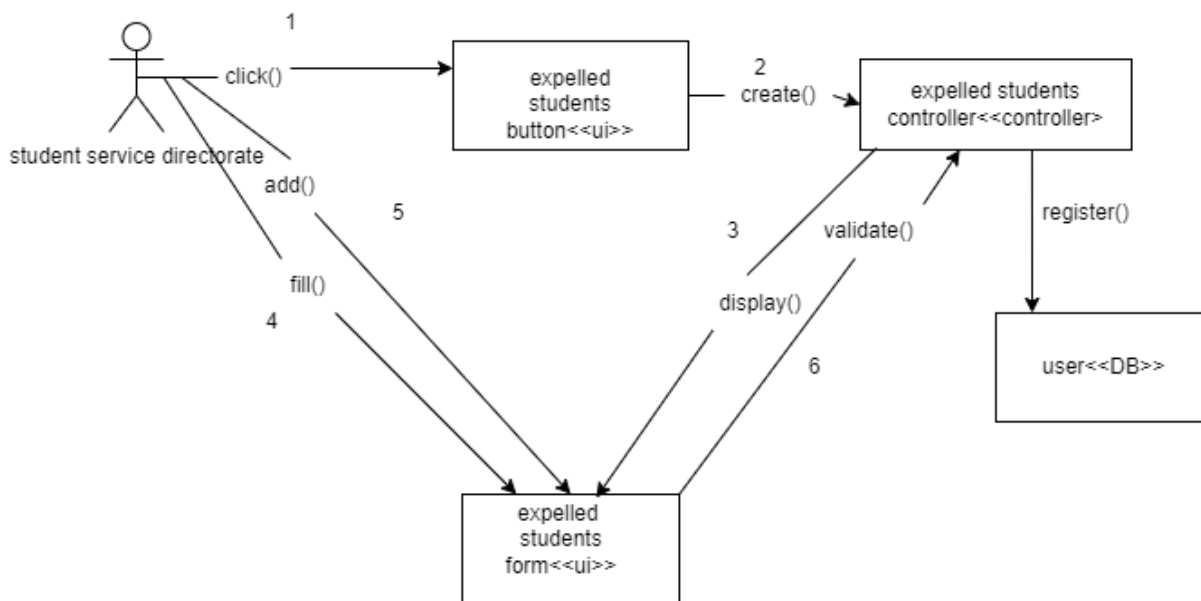 1
click()
expelled
students
button<<ui>>
2
create()
expelled students
controller<<controller>
student service directorate
add()
5
3
validate()
register()
fill()
4
display()
6
user<<DB>>
expelled
students
form<<ui>>